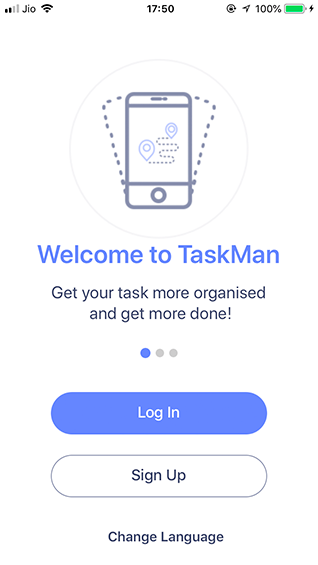 Jio 17:50 100%
Welcome to TaskMan
Get your task more organised
and get more done!
Log In
Sign Up
Change Language